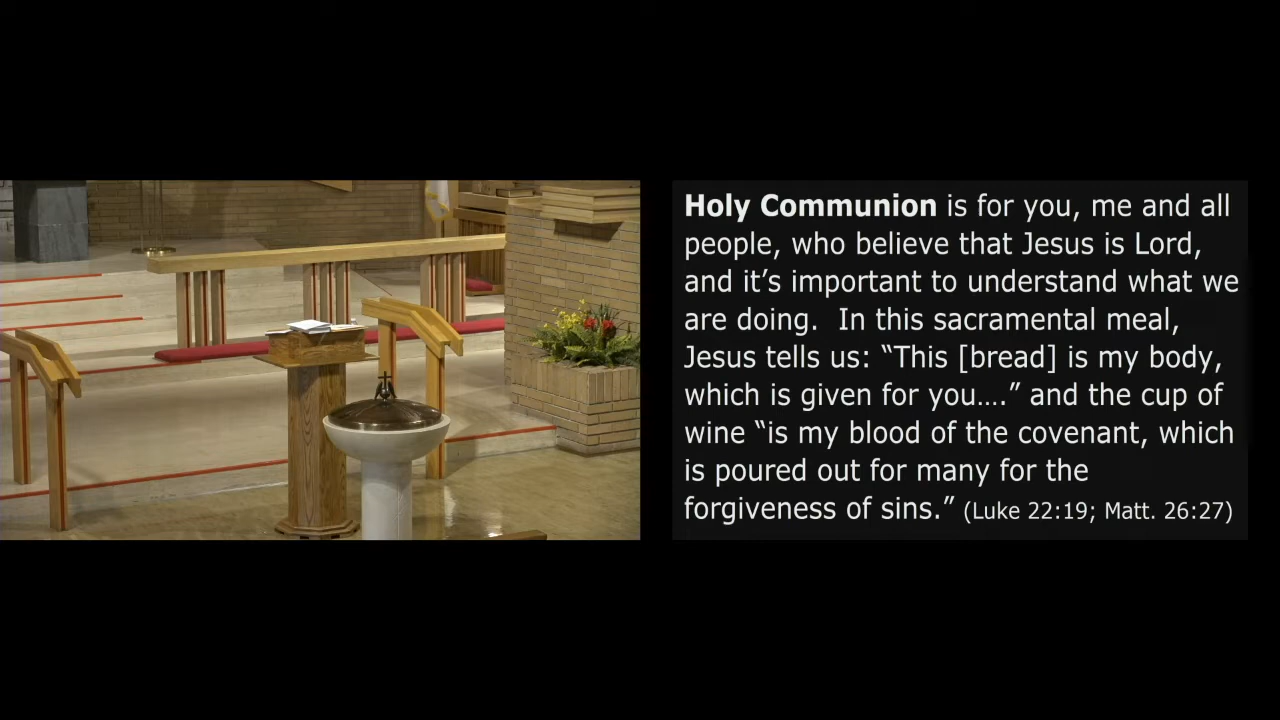 Holy Communion is for you, me and all
people, who believe that Jesus is Lord,
and it’s important to understand what we
are doing.  In this sacramental meal,
Jesus tells us: “This [bread] is my body,
which is given for you….” and the cup of
wine “is my blood of the covenant, which
is poured out for many for the
forgiveness of sins.” (Luke 22:19; Matt. 26:27)